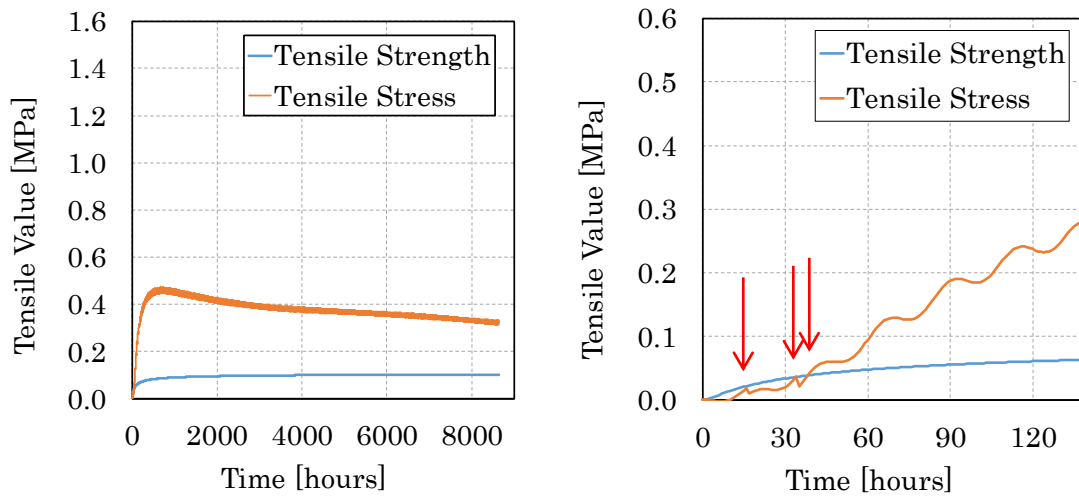 Tensile Value [MPa]
1.6
1.4
1.2
1.0
0.8
0.6
0.4
0.2
0.0
Tensile Strength
Tensile Stress
0 2000 4000 6000 8000
Time [hours]
Tensile Value [MPa]
0.6
0.5
0.4
0.3
0.2
0.1
0.0
Tensile Strength
Tensile Stress
0 30 60 90 120
Time [hours]